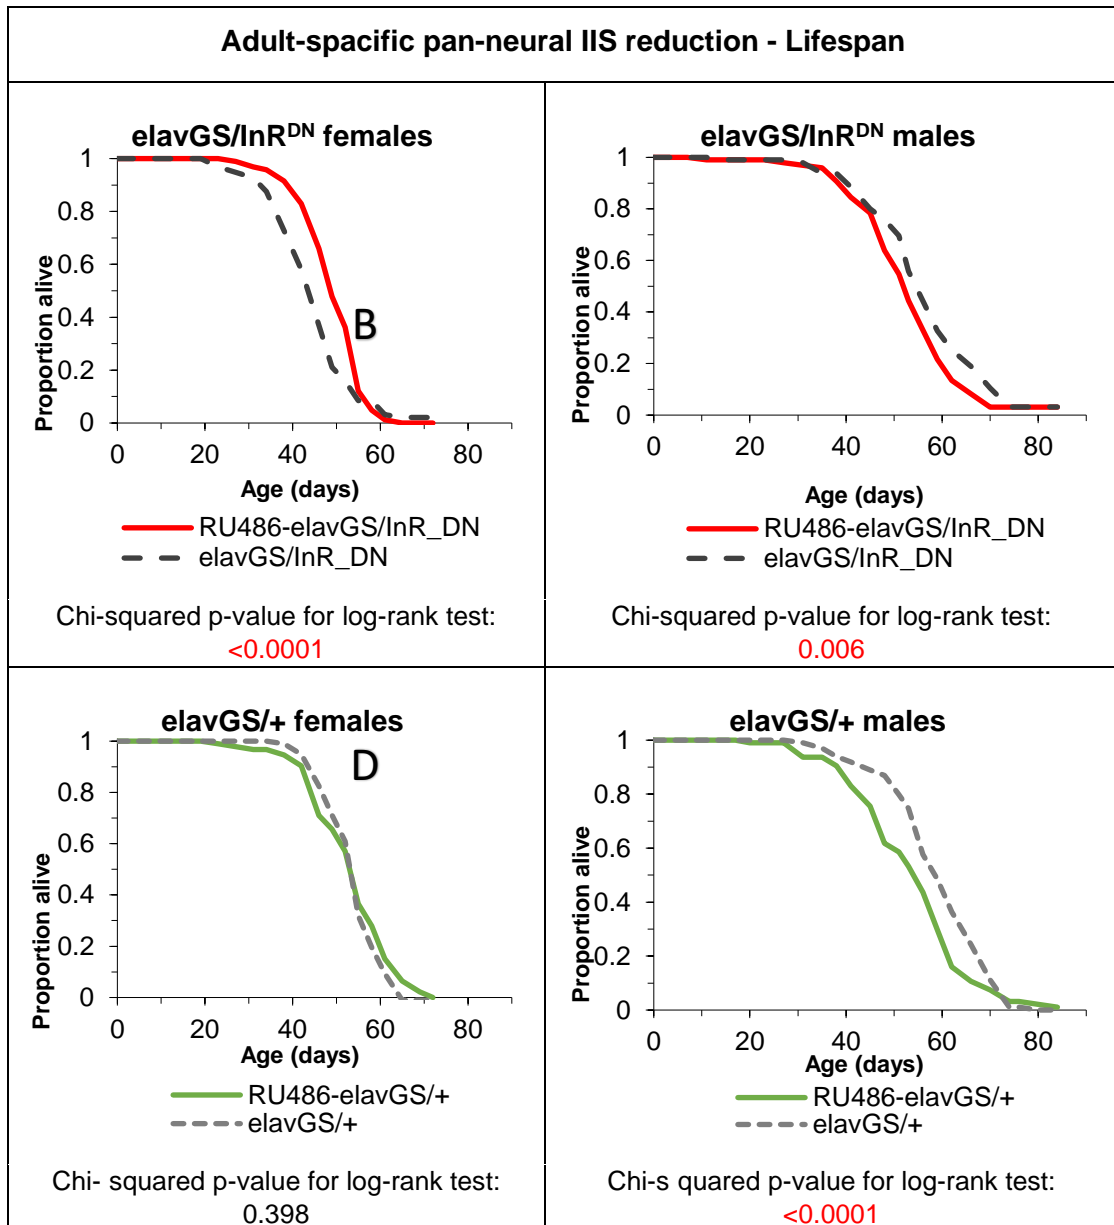 Adult-spacific pan-neural IIS reduction - Lifespan
elavGS/InR^DN females
Proportion alive
1
0.8
0.6
0.4
0.2
0
B
0 20 40 60 80
Age (days)
RU486-elavGS/InR_DN
elavGS/InR_DN
Chi-squared p-value for log-rank test:
<0.0001
elavGS/InR^DN males
Proportion alive
1
0.8
0.6
0.4
0.2
0
0 20 40 60 80
Age (days)
RU486-elavGS/InR_DN
elavGS/InR_DN
Chi-squared p-value for log-rank test:
0.006
elavGS/+ females
Proportion alive
1
0.8
0.6
0.4
0.2
0
D
0 20 40 60 80
Age (days)
RU486-elavGS/+
elavGS/+
Chi- squared p-value for log-rank test:
0.398
elavGS/+ males
Proportion alive
1
0.8
0.6
0.4
0.2
0
0 20 40 60 80
Age (days)
RU486-elavGS/+
elavGS/+
Chi-s quared p-value for log-rank test:
<0.0001